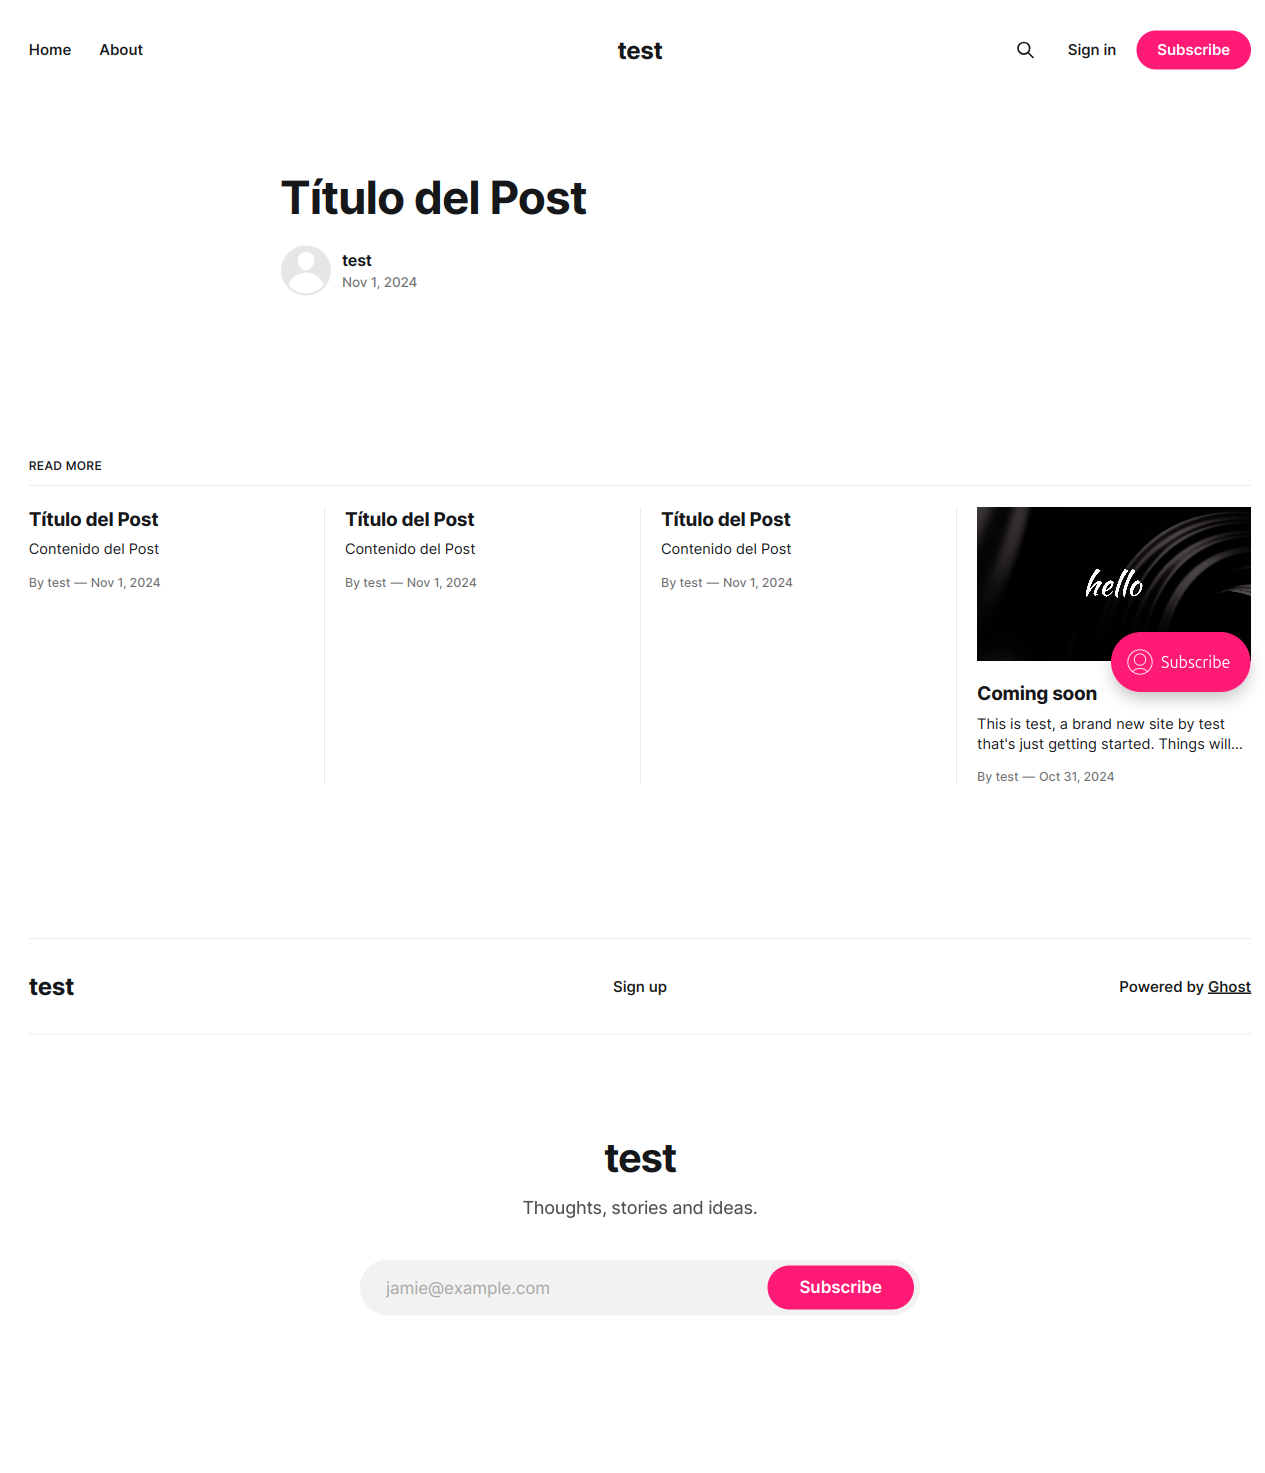 Home
About
test
Sign in
Subscribe
Título del Post
test
Nov 1, 2024
READ MORE
Título del Post
Contenido del Post
By test — Nov 1, 2024
Título del Post
Contenido del Post
By test — Nov 1, 2024
Título del Post
Contenido del Post
By test — Nov 1, 2024
hello
Subscribe
Coming soon
This is test, a brand new site by test
that's just getting started. Things will...
By test — Oct 31, 2024
test
Sign up
Powered by Ghost
test
Thoughts, stories and ideas.
jamie@example.com
Subscribe